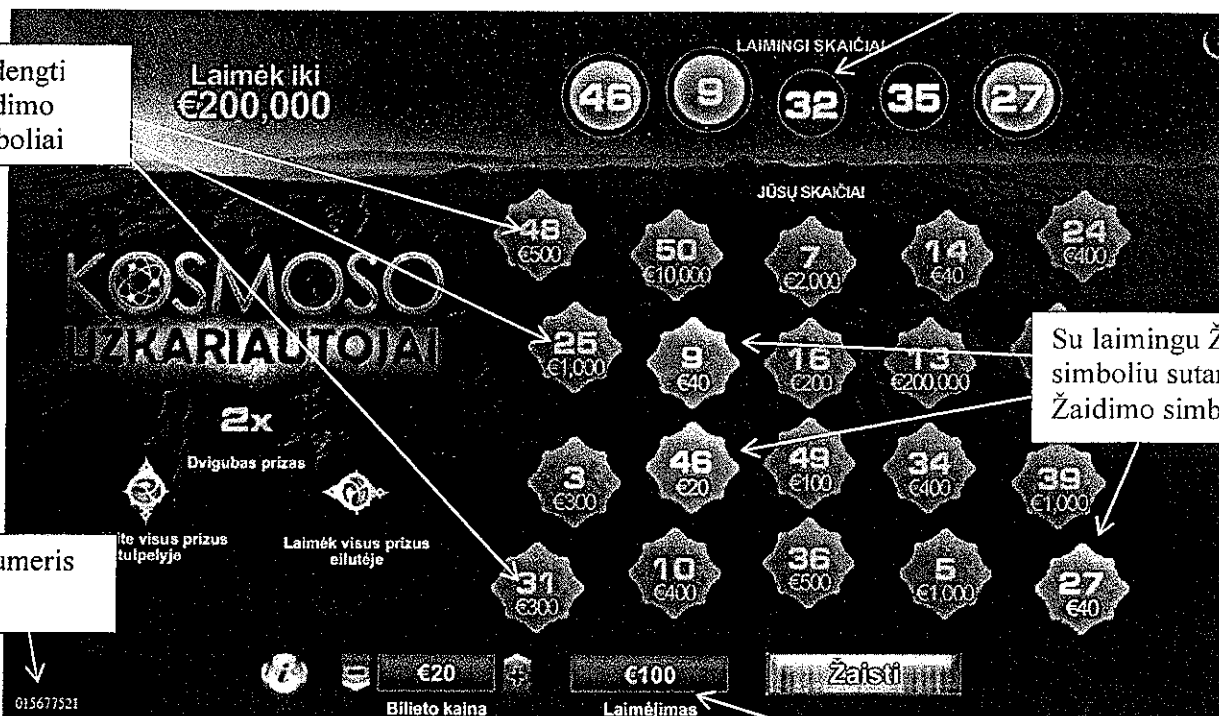 LAIMINGI SKAIČIAI
Laimėk iki
€200,000
46 9 32 35 27
dengti
dimo
boliai
JŪSŲ SKAIČIAI
48
€500
50
€10,000
7
€2,000
14
€40
24
€400
KOSMOSO
UŽKARIAUTOJAI
25
€1,000
9
€40
16
€200
13
€200,000
Su laimingu Ž
simboliu sutar
Žaidimo simb
2x
Dvigubas prizas
3
€300
46
€20
49
€100
34
€400
39
€1,000
ite visus prizus
tulpelyje
Laimėk visus prizus
eilutėje
umeris
31
€300
10
€400
36
€500
5
€1,000
27
€40
i
€20
+
€100
Žaisti
015677521
Bilieto kaina
Laimėjimas